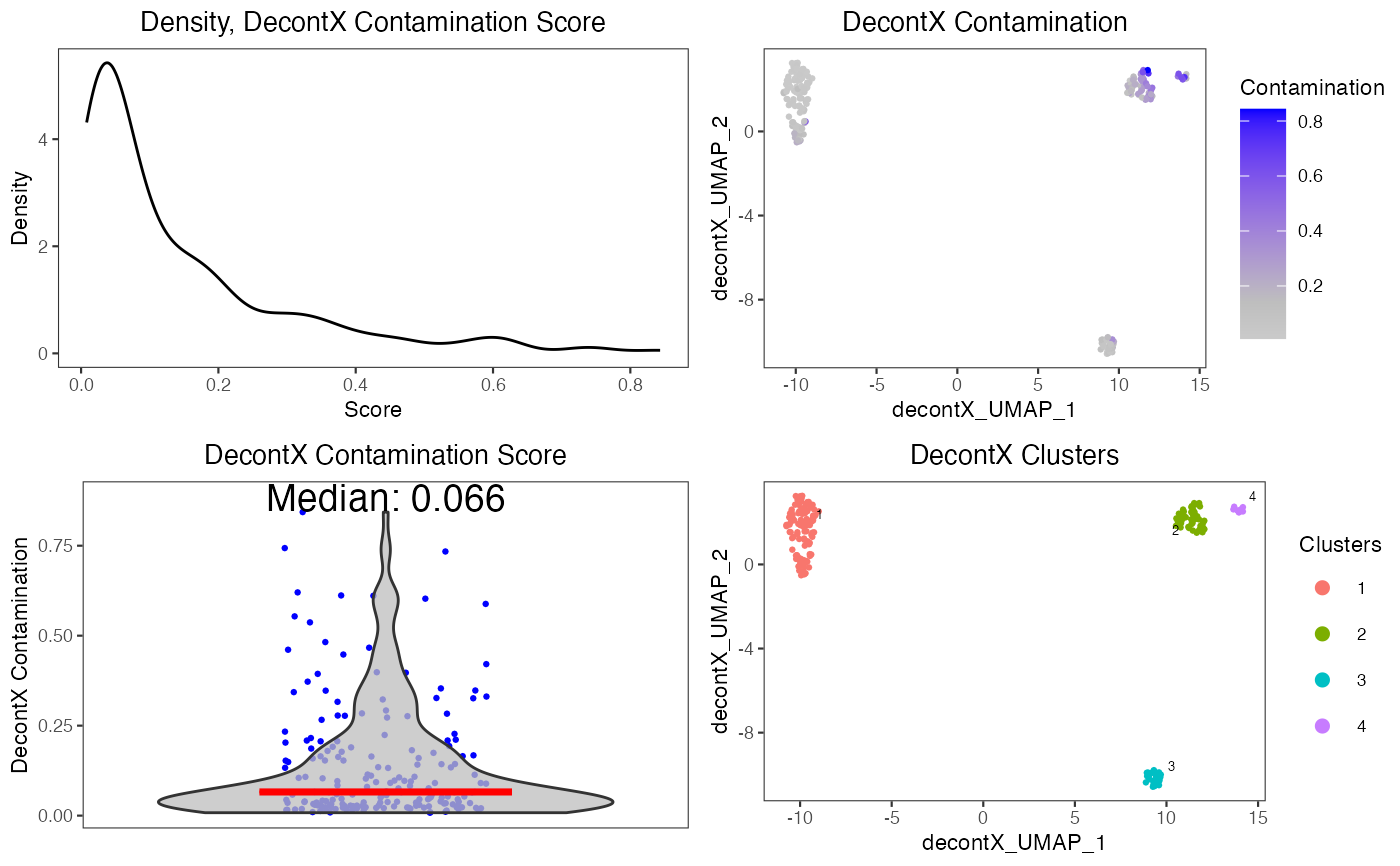 Density, DecontX Contamination Score
Density
4
2
0
0.0 0.2 0.4 0.6 0.8
Score
DecontX Contamination
decontX_UMAP_2
0
-4
-8
-10 -5 0 5 10 15
decontX_UMAP_1
Contamination
0.8
0.6
0.4
0.2
DecontX Contamination Score
Median: 0.066
DecontX Contamination
0.75
0.50
0.25
0.00
DecontX Clusters
decontX_UMAP_2
0
-4
-8
1
2
4
3
-10 -5 0 5 10 15
decontX_UMAP_1
Clusters
1
2
3
4